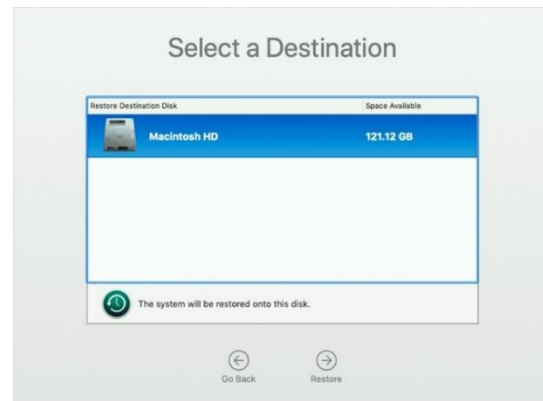 Select a Destination
Restore Destination Disk Space Available
Macintosh HD 121.12 GB
The system will be restored onto this disk.
Go Back Restore